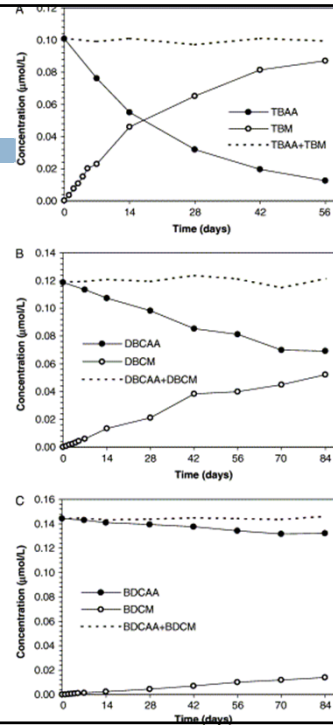 A
0.12
0.10
0.08
0.06
0.04
0.02
0.00
Concentration (μmol/L)
TBAA
TBM
TBAA+TBM
0 14 28 42 56
Time (days)
B
0.14
0.12
0.10
0.08
0.06
0.04
0.02
0.00
Concentration (μmol/L)
DBCAA
DBCM
DBCAA+DBCM
0 14 28 42 56 70 84
Time (days)
C
0.16
0.14
0.12
0.10
0.08
0.06
0.04
0.02
0.00
Concentration (μmol/L)
BDCAA
BDCM
BDCAA+BDCM
0 14 28 42 56 70 84
Time (days)